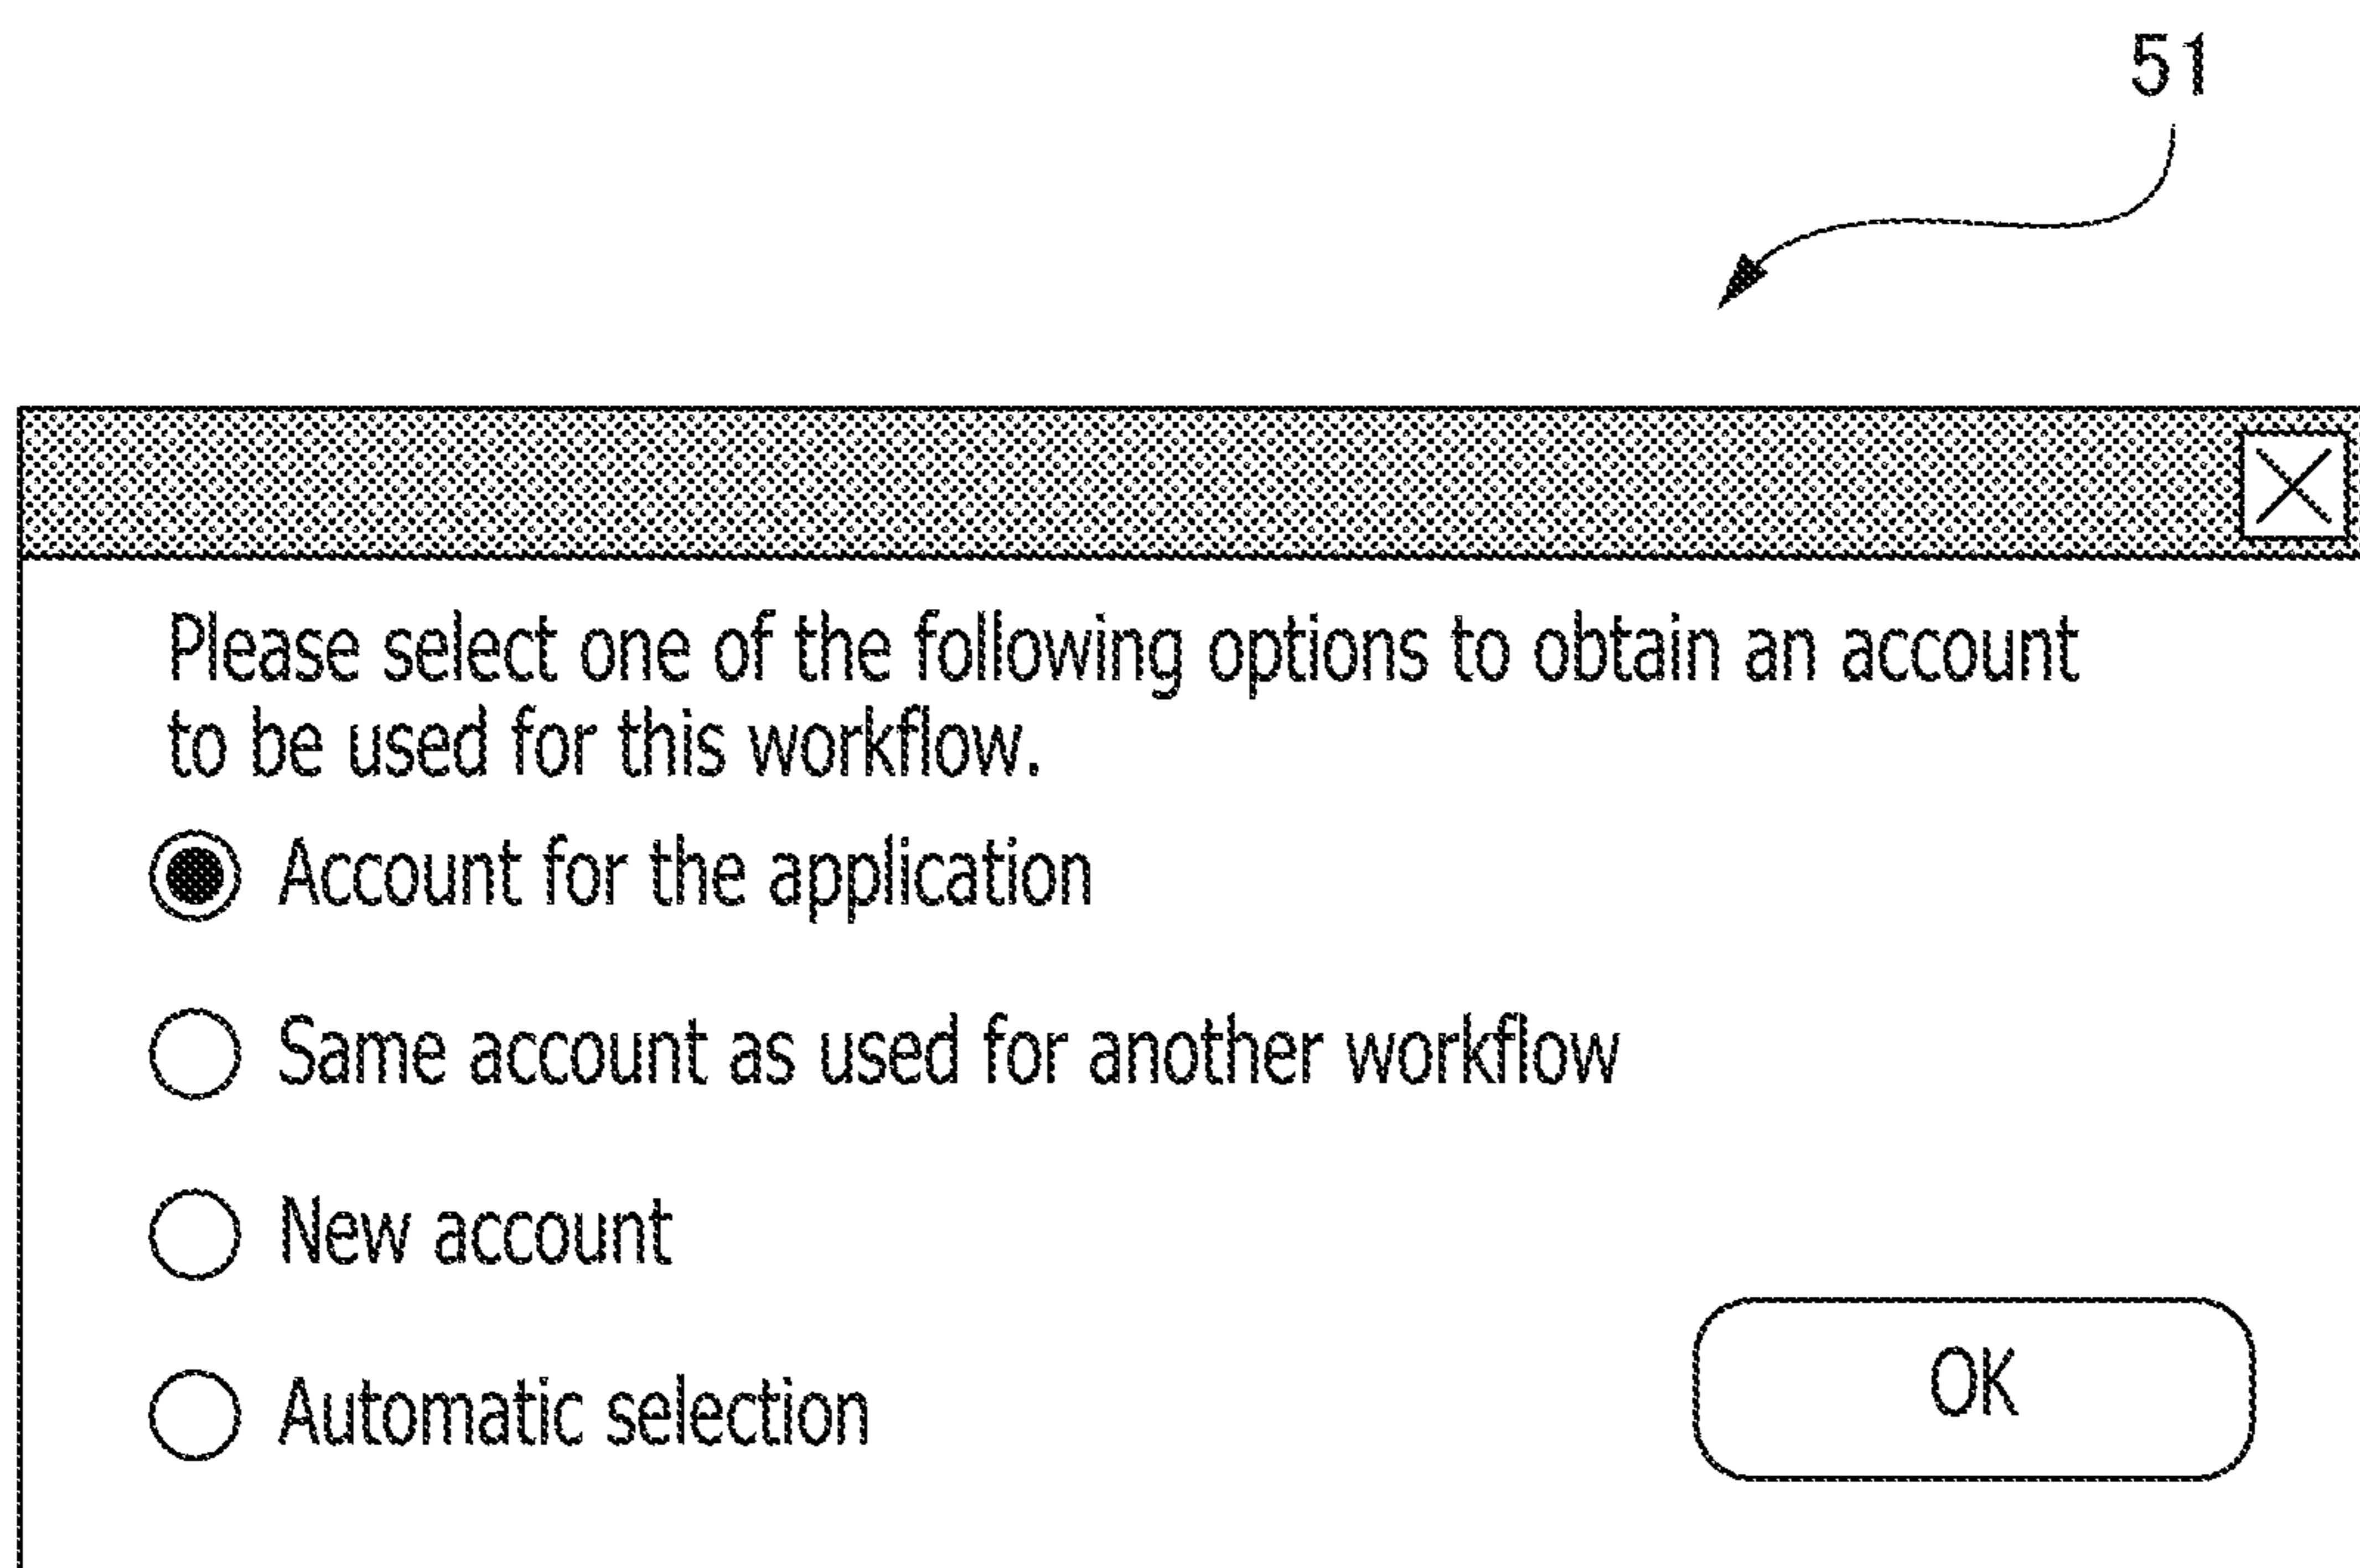 51
Please select one of the following options to obtain an account
to be used for this workflow.
Account for the application
Same account as used for another workflow
New account
Automatic selection
OK